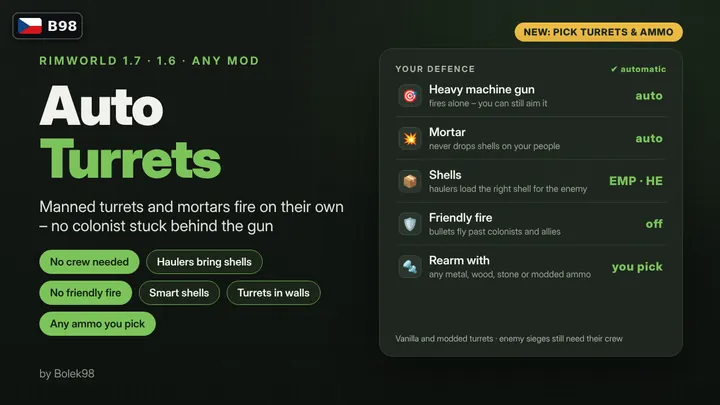 B98
NEW: PICK TURRETS & AMMO
RIMWORLD 1.7 · 1.6 · ANY MOD
Auto
Turrets
Manned turrets and mortars fire on their own
– no colonist stuck behind the gun
No crew needed
Haulers bring shells
No friendly fire
Smart shells
Turrets in walls
Any ammo you pick
by Bolek98
YOUR DEFENCE
✔ automatic
Heavy machine gun
fires alone – you can still aim it
auto
Mortar
never drops shells on your people
auto
Shells
haulers load the right shell for the enemy
EMP · HE
Friendly fire
bullets fly past colonists and allies
off
Rearm with
any metal, wood, stone or modded ammo
you pick
Vanilla and modded turrets · enemy sieges still need their crew